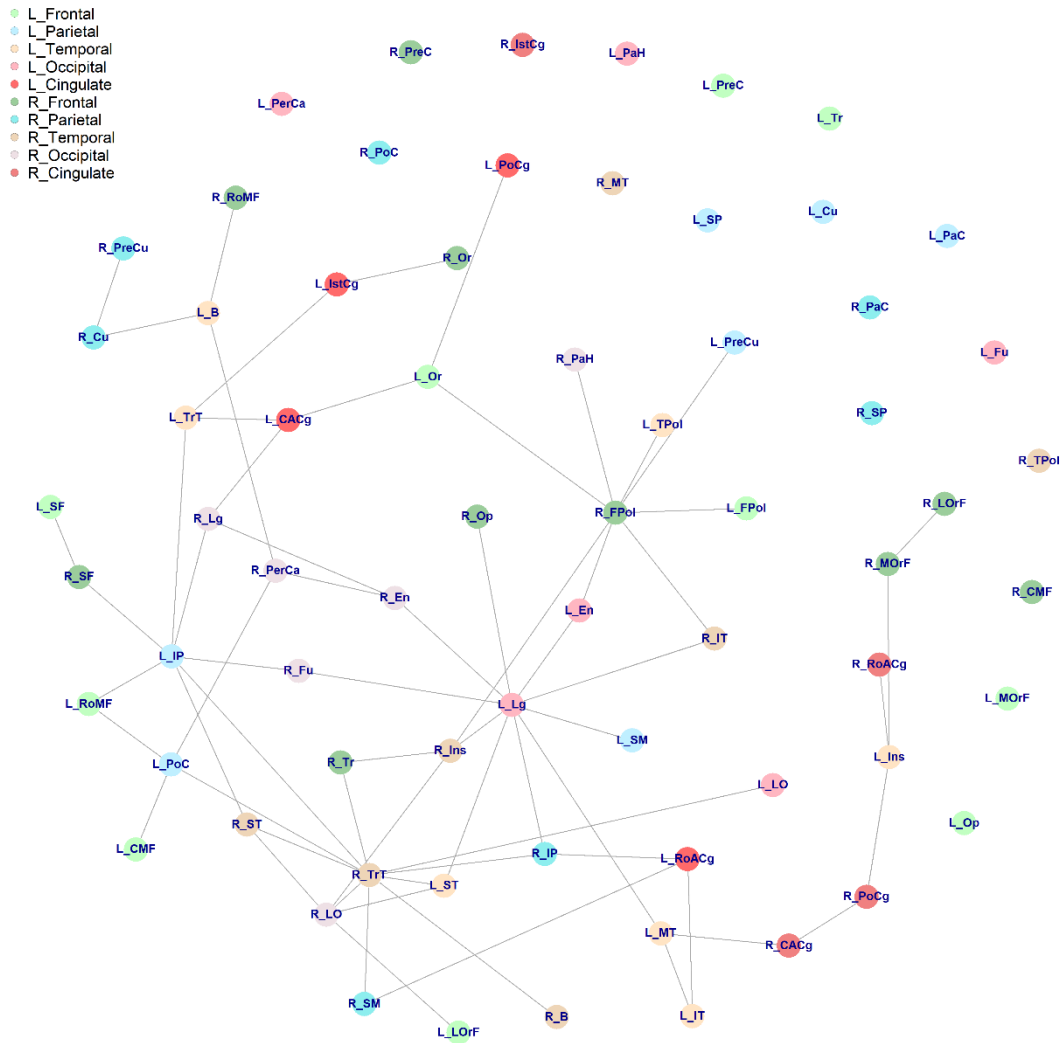 L_Frontal
L_Parietal
L_Temporal
L_Occipital
L_Cingulate
R_Frontal
R_Parietal
R_Temporal
R_Occipital
R_Cingulate
R_IstCg
R_PreC
L_PaH
L_PreC
L_PerCa
L_Tr
R_PoC
L_PoCg
R_MT
R_RoMF
L_Cu
L_SP
L_PaC
R_PreCu
R_Or
L_IstCg
R_PaC
L_B
R_Cu
L_PreCu
L_Fu
R_PaH
L_Or
R_SP
L_TrT
L_CACg
L_TPol
R_TPol
R_LOrF
L_SF
L_FPol
R_FPol
R_Op
R_Lg
R_MOrF
R_PerCa
R_SF
R_CMF
R_En
L_En
R_IT
L_IP
R_RoACg
R_Fu
L_MOrF
L_RoMF
L_Lg
L_SM
R_Ins
L_Ins
R_Tr
L_PoC
L_LO
L_Op
R_ST
L_CMF
R_IP
L_RoACg
R_TrT
L_ST
R_PoCg
R_LO
L_MT
R_CACg
R_SM
R_B
L_IT
L_LOrF